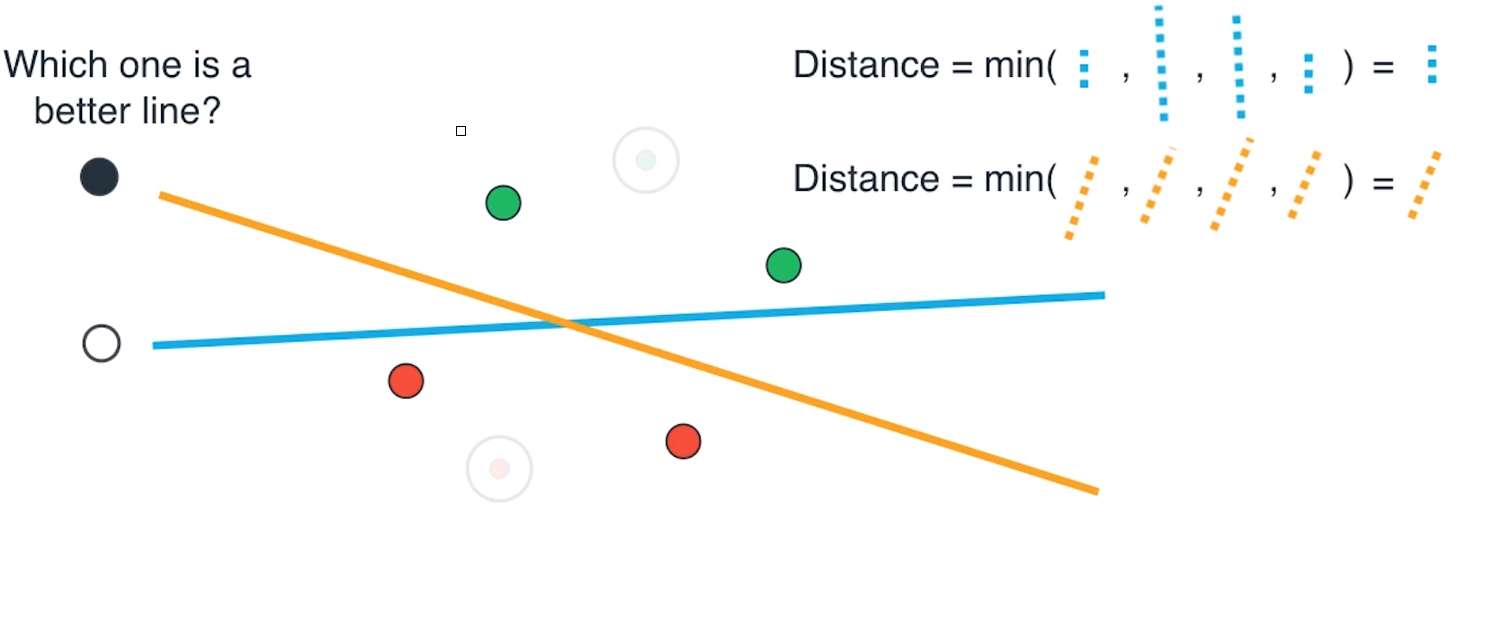 Which one is a
better line?
Distance = min( , , , ) =
Distance = min( , , , ) =